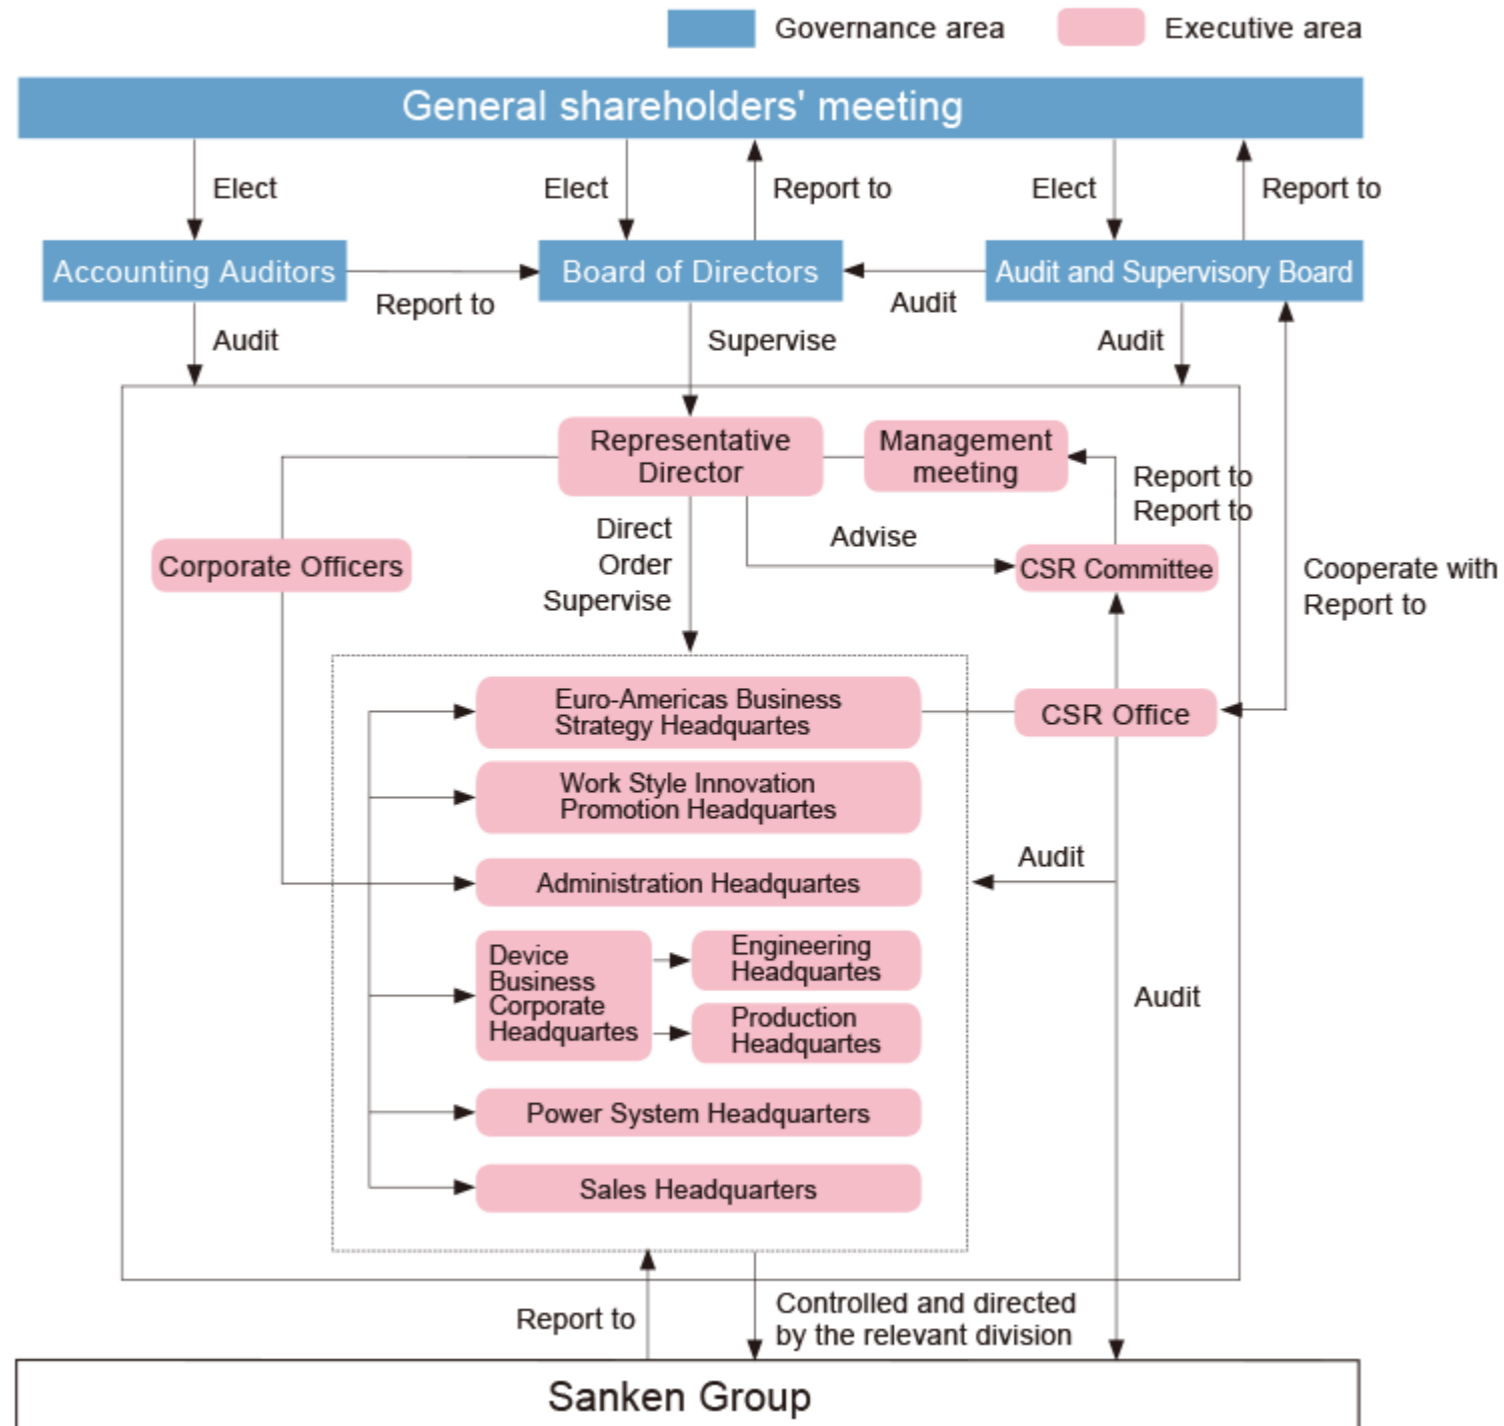 Governance area
Executive area
General shareholders' meeting
Elect
Elect
Report to
Elect
Report to
Accounting Auditors
Board of Directors
Audit and Supervisory Board
Report to
Audit
Audit
Supervise
Audit
Representative
Director
Management
meeting
Report to
Report to
Direct
Order
Supervise
Advise
Corporate Officers
CSR Committee
Cooperate with
Report to
Euro-Americas Business
Strategy Headquartes
CSR Office
Work Style Innovation
Promotion Headquartes
Audit
Administration Headquartes
Device
Business
Corporate
Headquartes
Engineering
Headquartes
Production
Headquartes
Audit
Power System Headquarters
Sales Headquarters
Report to
Controlled and directed
by the relevant division
Sanken Group